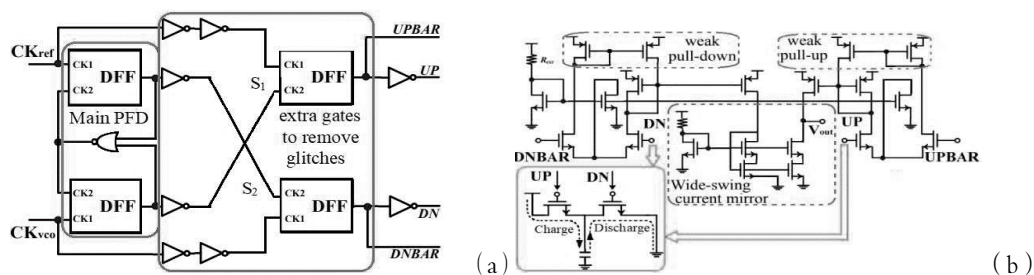 CKref
CK1
CK2
DFF
Main PFD
CK2
CK1
DFF
CKvco
S1
S2
CK1
CK2
DFF
extra gates
to remove
glitches
CK2
CK1
DFF
UPBAR
UP
DN
DNBAR
(a)
weak
pull-down
weak
pull-up
DN
DNBAR
Vout
UP
UPBAR
Wide-swing
current mirror
UP
DN
Charge
Discharge
(b)